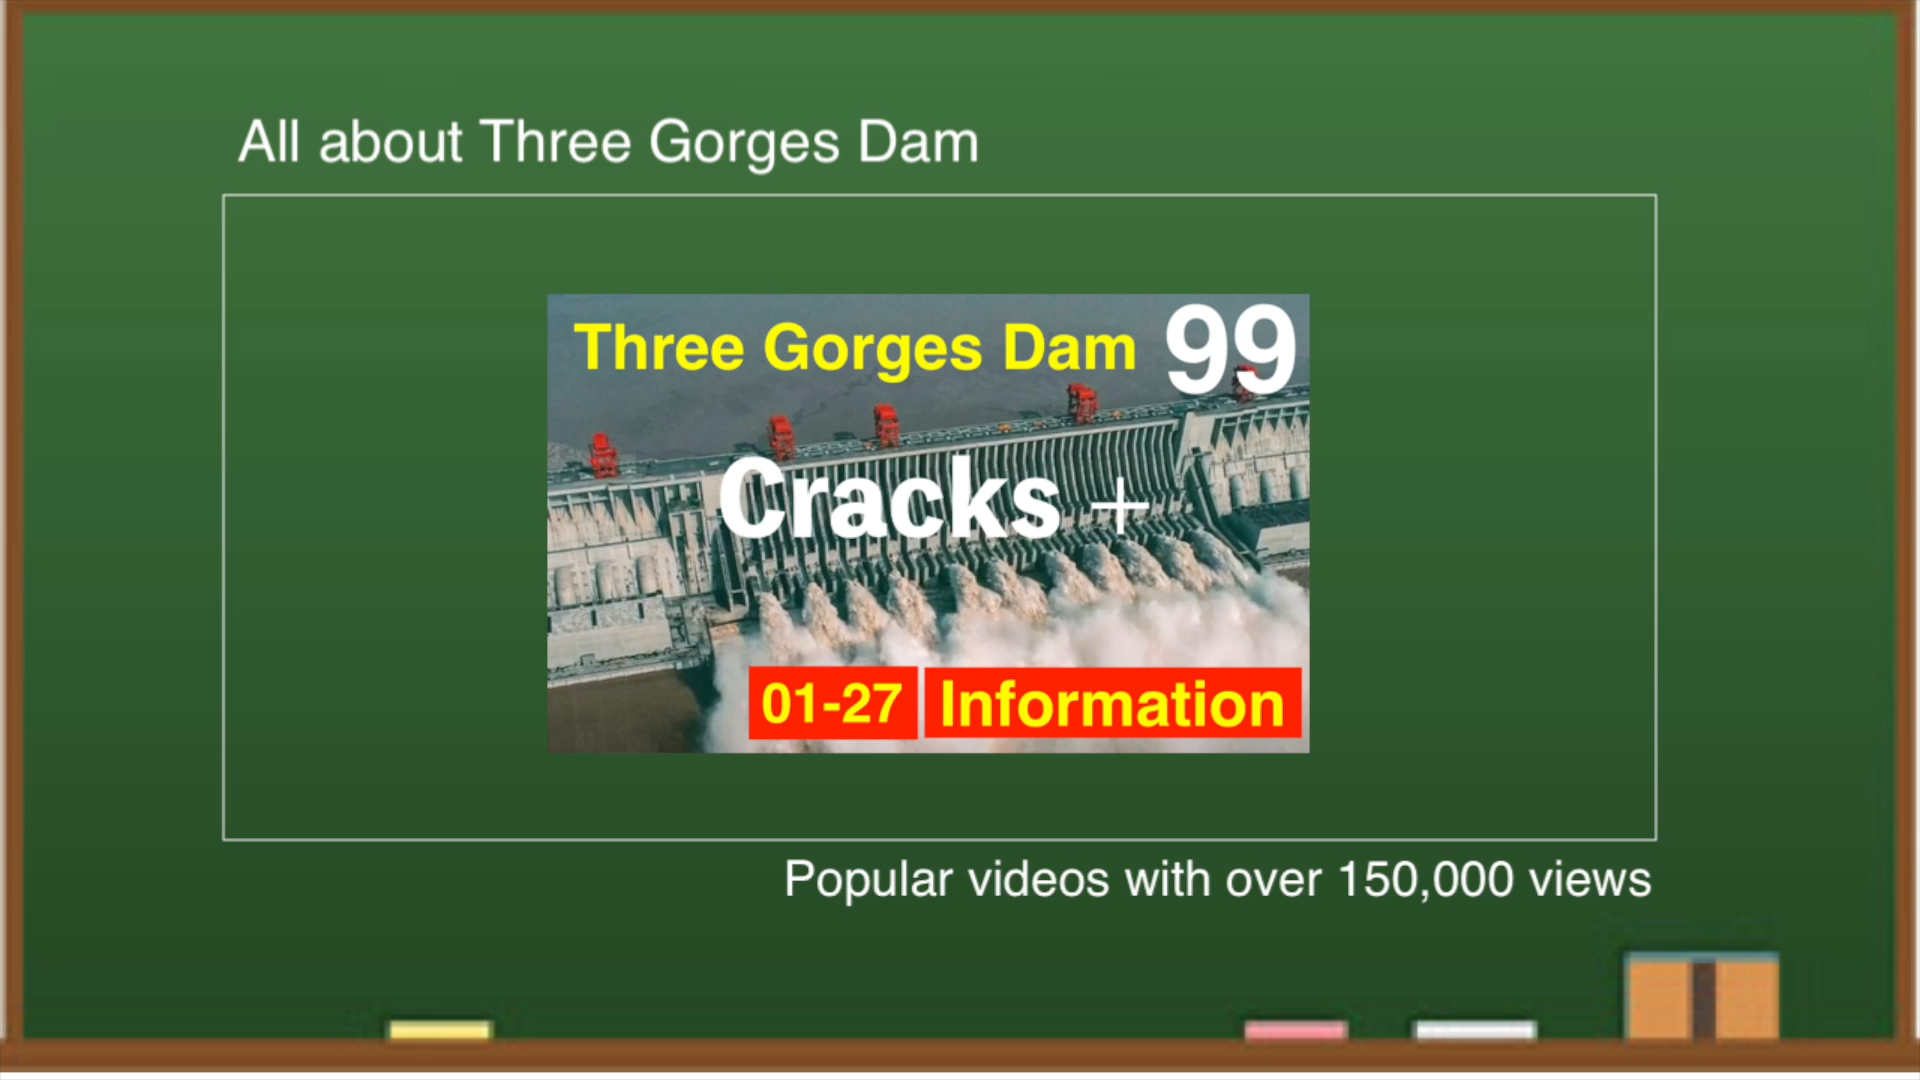 All about Three Gorges Dam
Three Gorges Dam 99
Cracks +
01-27 Information
Popular videos with over 150,000 views